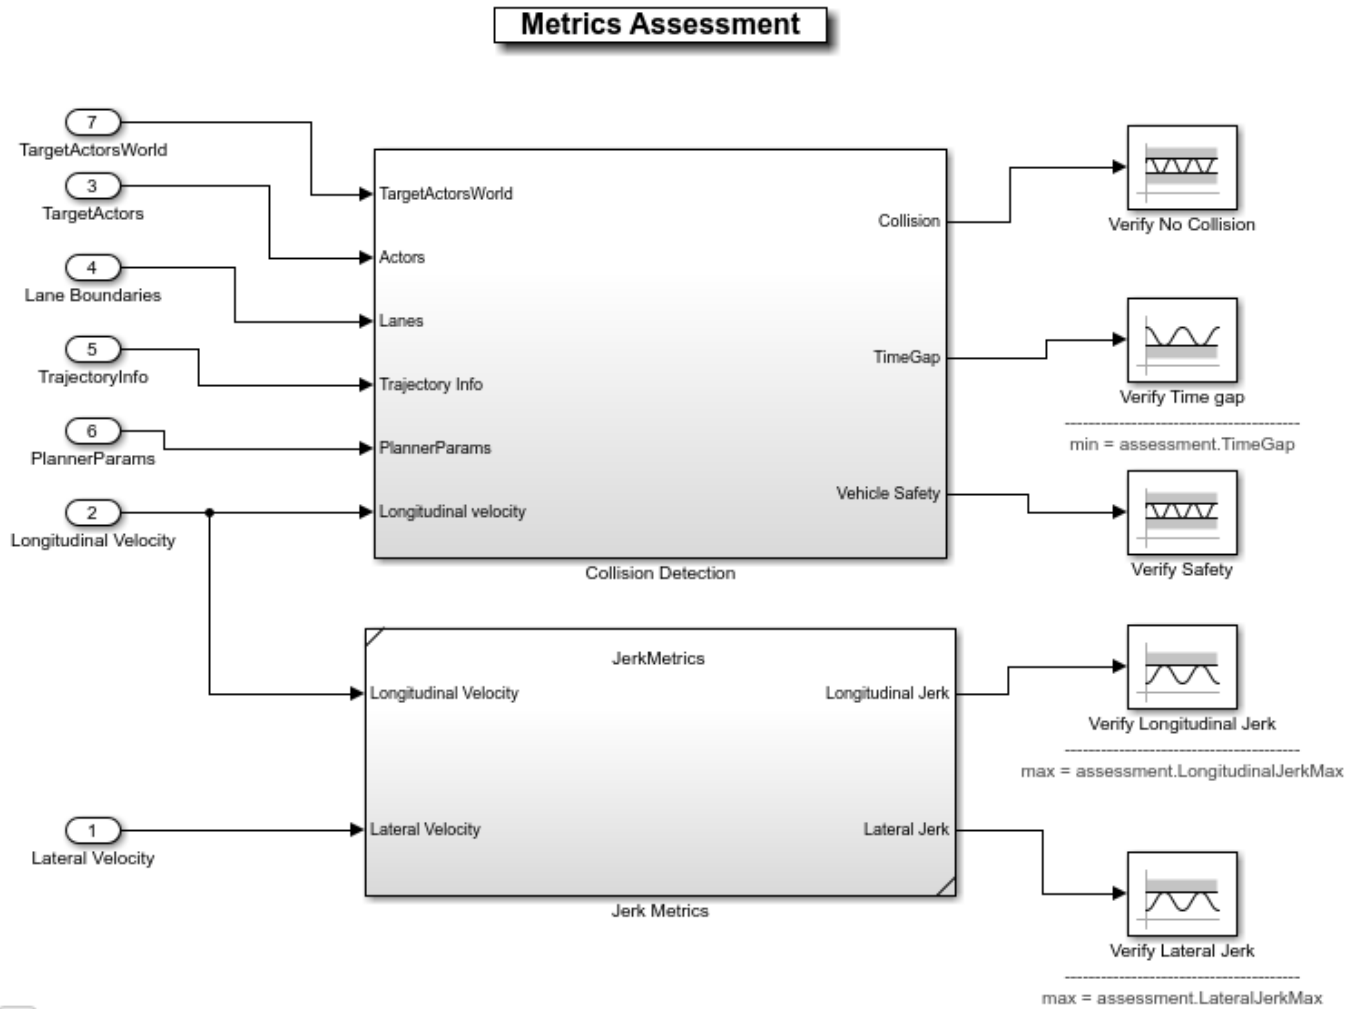 Metrics Assessment
7
TargetActorsWorld
3
TargetActors
4
Lane Boundaries
5
TrajectoryInfo
6
PlannerParams
2
Longitudinal Velocity
1
Lateral Velocity
TargetActorsWorld
Actors
Lanes
Trajectory Info
PlannerParams
Longitudinal velocity
Collision
TimeGap
Vehicle Safety
Collision Detection
JerkMetrics
Longitudinal Velocity
Lateral Velocity
Longitudinal Jerk
Lateral Jerk
Jerk Metrics
Verify No Collision
Verify Time gap
min = assessment.TimeGap
Verify Safety
Verify Longitudinal Jerk
max = assessment.LongitudinalJerkMax
Verify Lateral Jerk
max = assessment.LateralJerkMax